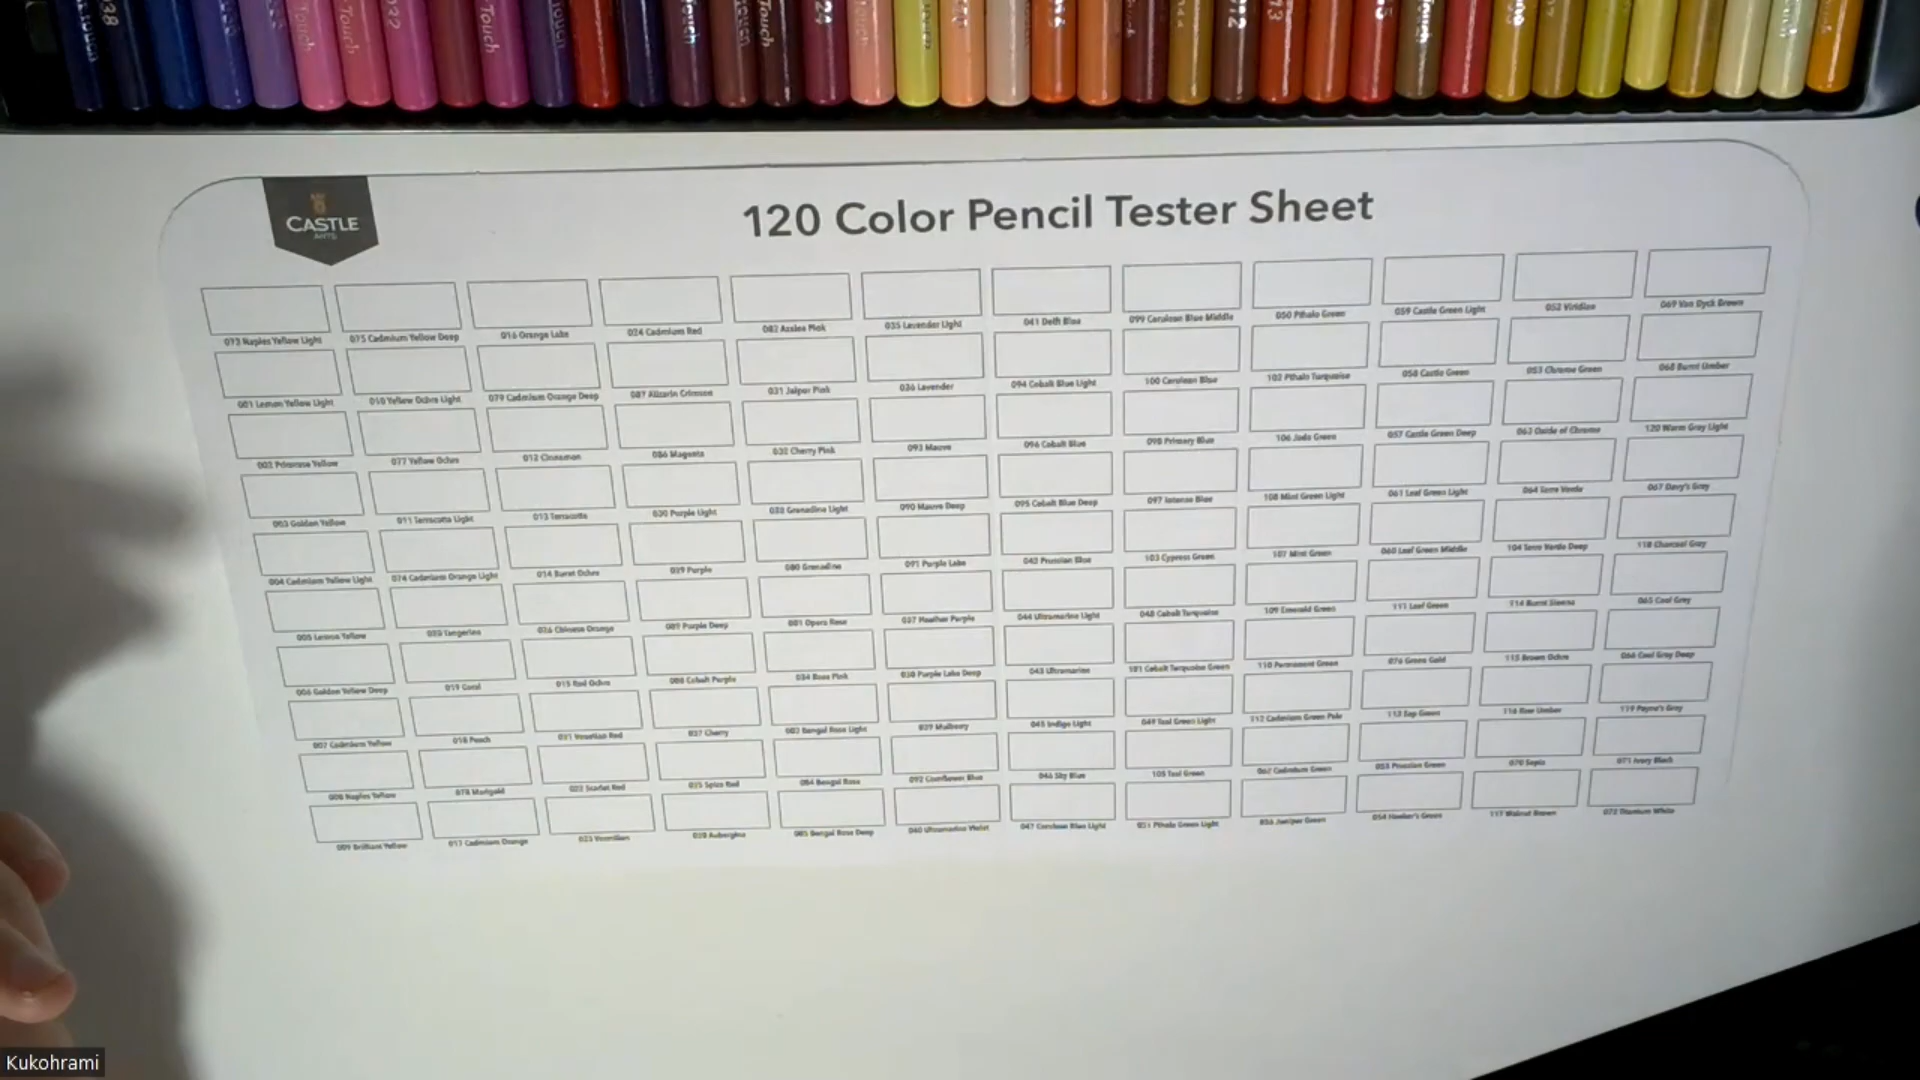 38
Touch
Touch
Touch
032
Touch
Touch
Touch
24
12
13
CASTLE
ARTS
120 Color Pencil Tester Sheet
073 Naples Yellow Light 075 Cadmium Yellow Deep 016 Orange Lake 024 Cadmium Red 082 Azalea Pink 035 Lavender Light 041 Delft Blue 099 Cerulean Blue Middle 050 Pthalo Green 059 Castle Green Light 052 Viridian 069 Van Dyck Brown
001 Lemon Yellow Light 010 Yellow Ochre Light 079 Cadmium Orange Deep 087 Alizarin Crimson 031 Jaipur Pink 036 Lavender 094 Cobalt Blue Light 100 Cerulean Blue 102 Pthalo Turquoise 058 Castle Green 053 Chrome Green 068 Burnt Umber
002 Primrose Yellow 077 Yellow Ochre 012 Cinnamon 086 Magenta 032 Cherry Pink 093 Mauve 096 Cobalt Blue 098 Primary Blue 106 Jade Green 057 Castle Green Deep 063 Oxide of Chrome 120 Warm Gray Light
003 Golden Yellow 011 Terracotta Light 013 Terracotta 030 Purple Light 033 Grenadine Light 090 Mauve Deep 095 Cobalt Blue Deep 097 Intense Blue 108 Mint Green Light 061 Leaf Green Light 064 Terre Verde 067 Davy's Gray
004 Cadmium Yellow Light 074 Cadmium Orange Light 014 Burnt Ochre 029 Purple 080 Grenadine 091 Purple Lake 042 Prussian Blue 103 Cypress Green 107 Mint Green 060 Leaf Green Middle 104 Terre Verde Deep 118 Charcoal Gray
005 Lemon Yellow 020 Tangerine 026 Chinese Orange 089 Purple Deep 081 Opera Rose 037 Heather Purple 044 Ultramarine Light 048 Cobalt Turquoise 109 Emerald Green 111 Leaf Green 114 Burnt Sienna 065 Cool Gray
006 Golden Yellow Deep 019 Coral 015 Red Ochre 088 Cobalt Purple 034 Rose Pink 038 Purple Lake Deep 043 Ultramarine 101 Cobalt Turquoise Green 110 Permanent Green 076 Green Gold 115 Brown Ochre 066 Cool Gray Deep
007 Cadmium Yellow 018 Peach 021 Venetian Red 027 Cherry 083 Bengal Rose Light 039 Mulberry 045 Indigo Light 049 Teal Green Light 112 Cadmium Green Pale 113 Sap Green 116 Raw Umber 119 Payne's Gray
008 Naples Yellow 078 Marigold 022 Scarlet Red 025 Spice Red 084 Bengal Rose 092 Cornflower Blue 046 Sky Blue 105 Teal Green 062 Cadmium Green 055 Prussian Green 070 Sepia 071 Ivory Black
009 Brilliant Yellow 017 Cadmium Orange 023 Vermilion 028 Aubergine 085 Bengal Rose Deep 040 Ultramarine Violet 047 Cerulean Blue Light 051 Pthalo Green Light 056 Juniper Green 054 Hooker's Green 117 Walnut Brown 072 Titanium White
Kukohrami